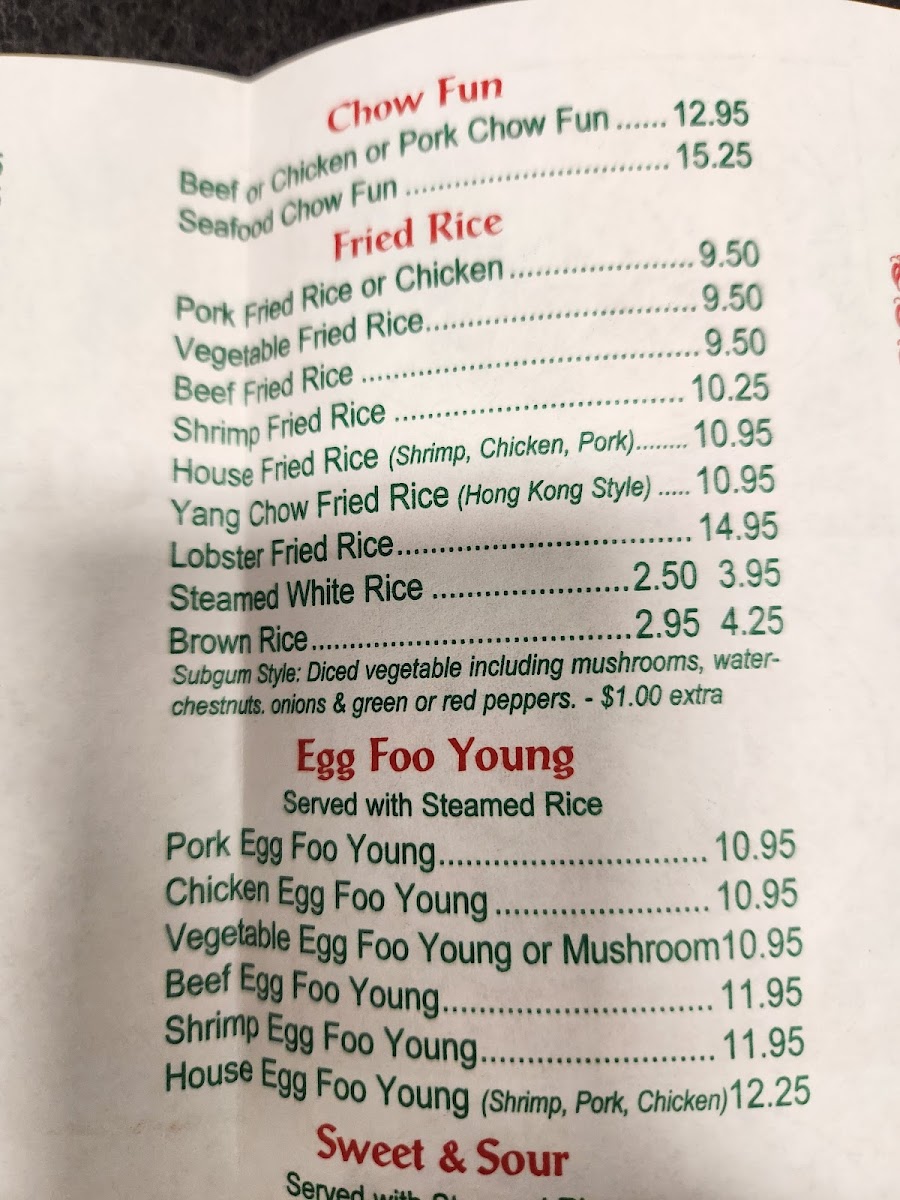 Chow Fun
Beef or Chicken or Pork Chow Fun ...... 12.95
Seafood Chow Fun ................................ 15.25
Fried Rice
Pork Fried Rice or Chicken ...................... 9.50
Vegetable Fried Rice................................ 9.50
Beef Fried Rice ........................................ 9.50
Shrimp Fried Rice .................................. 10.25
House Fried Rice (Shrimp, Chicken, Pork)........ 10.95
Yang Chow Fried Rice (Hong Kong Style) ..... 10.95
Lobster Fried Rice................................... 14.95
Steamed White Rice .......................2.50 3.95
Brown Rice......................................2.95 4.25
Subgum Style: Diced vegetable including mushrooms, water-
chestnuts. onions & green or red peppers. - $1.00 extra
Egg Foo Young
Served with Steamed Rice
Pork Egg Foo Young............................. 10.95
Chicken Egg Foo Young ....................... 10.95
Vegetable Egg Foo Young or Mushroom10.95
Beef Egg Foo Young............................. 11.95
Shrimp Egg Foo Young......................... 11.95
House Egg Foo Young (Shrimp, Pork, Chicken)12.25
Sweet & Sour
Served with